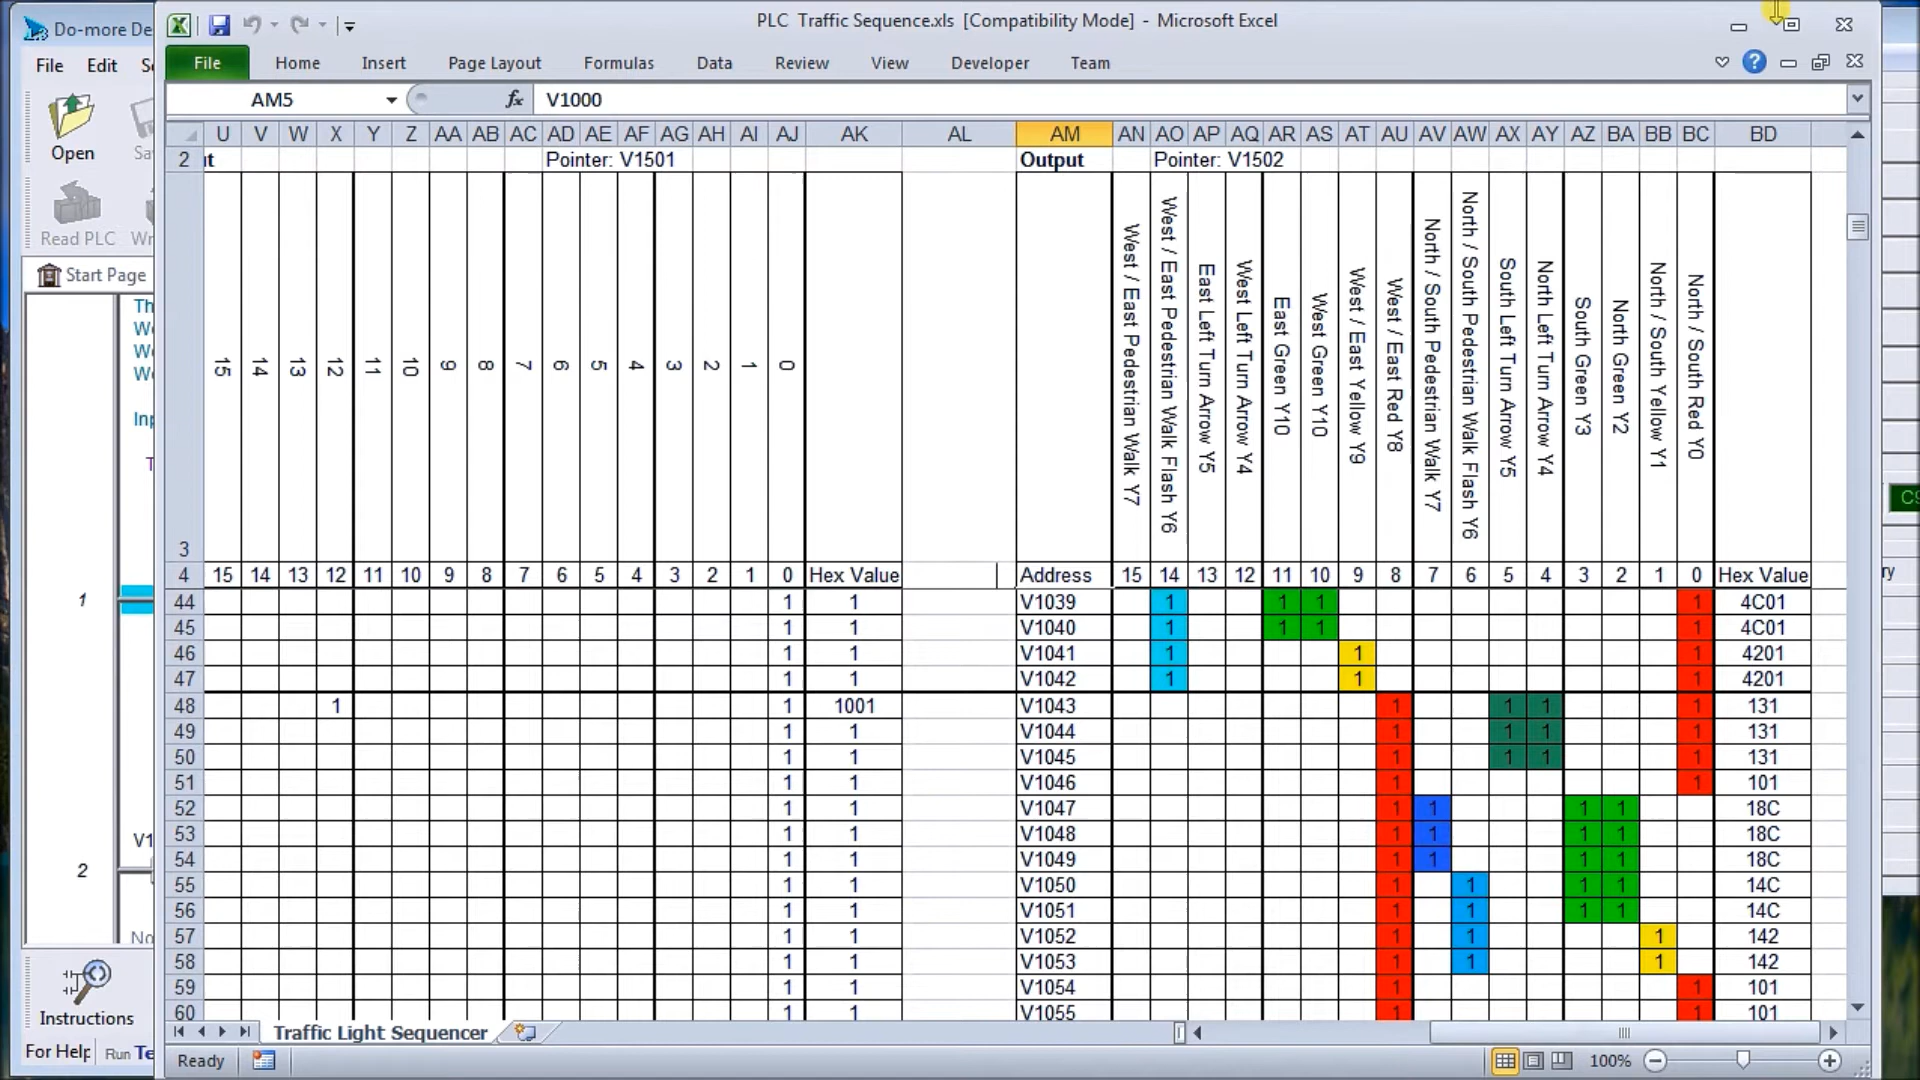 Do-more De
PLC Traffic Sequence.xls [Compatibility Mode] - Microsoft Excel
File Edit
File Home Insert Page Layout Formulas Data Review View Developer Team
AM5 fx V1000
Open
Read PLC
Start Page
U V W X Y Z AA AB AC AD AE AF AG AH AI AJ AK AL AM AN AO AP AQ AR AS AT AU AV AW AX AY AZ BA BB BC BD
2 Pointer: V1501 Output Pointer: V1502
3 15 14 13 12 11 10 9 8 7 6 5 4 3 2 1 0
West / East Pedestrian Walk Y7
West / East Pedestrian Walk Flash Y6
East Left Turn Arrow Y5
West Left Turn Arrow Y4
East Green Y10
West Green Y10
West / East Yellow Y9
West / East Red Y8
North / South Pedestrian Walk Y7
North / South Pedestrian Walk Flash Y6
South Left Turn Arrow Y5
North Left Turn Arrow Y4
South Green Y3
North Green Y2
North / South Yellow Y1
North / South Red Y0
4 15 14 13 12 11 10 9 8 7 6 5 4 3 2 1 0 Hex Value Address 15 14 13 12 11 10 9 8 7 6 5 4 3 2 1 0 Hex Value
44 1 1 V1039 1 1 1 1 4C01
45 1 1 V1040 1 1 1 1 4C01
46 1 1 V1041 1 1 1 4201
47 1 1 V1042 1 1 1 4201
48 1 1 1001 V1043 1 1 1 1 131
49 1 1 V1044 1 1 1 1 131
50 1 1 V1045 1 1 1 1 131
51 1 1 V1046 1 1 101
52 1 1 V1047 1 1 1 1 18C
53 1 1 V1048 1 1 1 1 18C
54 1 1 V1049 1 1 1 1 18C
55 1 1 V1050 1 1 1 1 14C
56 1 1 V1051 1 1 1 1 14C
57 1 1 V1052 1 1 1 142
58 1 1 V1053 1 1 1 142
59 1 1 V1054 1 1 101
60 1 1 V1055 1 1 101
1
2
Instructions
For Help
Run
Traffic Light Sequencer
Ready 100%